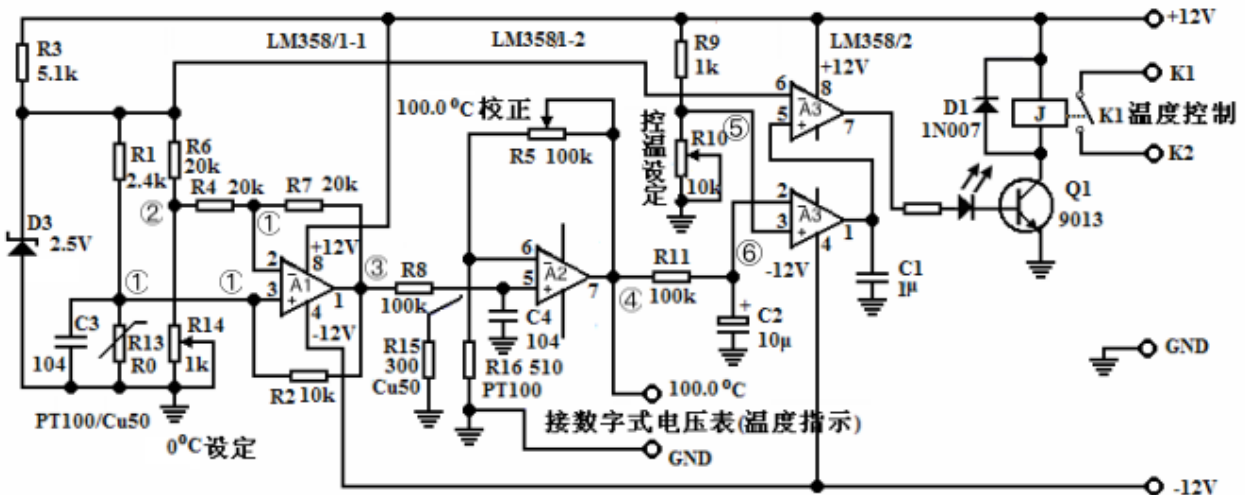 +12V
R3
5.1k
LM358/1-1
LM358/1-2
R9
1k
LM358/2
+12V
8
K1
100.0 ⁰C 校正
6
5
A3
−
+
7
D1
1N007
J
K1 温度控制
R1
2.4k
R6
20k
R5 100k
控温设定
⑤
R10
10k
K2
R4 20k
R7 20k
②
①
D3
2.5V
Q1
9013
+12V
8
2
3
A1
−
+
1
4
-12V
①
①
③
R8
100k
6
5
A2
−
+
7
④
R11
100k
⑥
2
3
A3
−
+
1
4
-12V
C3
104
R13
R0
R14
1k
C4
104
C2
10μ
+
C1
1μ
R15
300
Cu50
R16 510
PT100
GND
R2 10k
100.0 ⁰C
PT100/Cu50
接数字式电压表(温度指示)
0⁰C 设定
GND
-12V